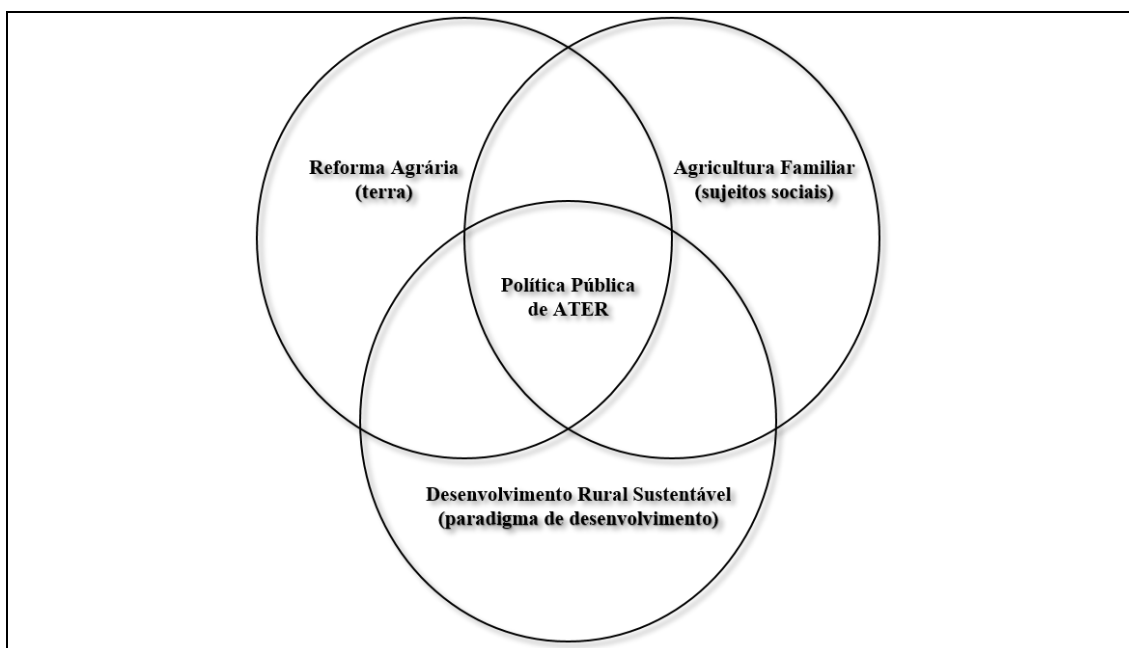 Reforma Agrária
(terra)
Agricultura Familiar
(sujeitos sociais)
Política Pública
de ATER
Desenvolvimento Rural Sustentável
(paradigma de desenvolvimento)